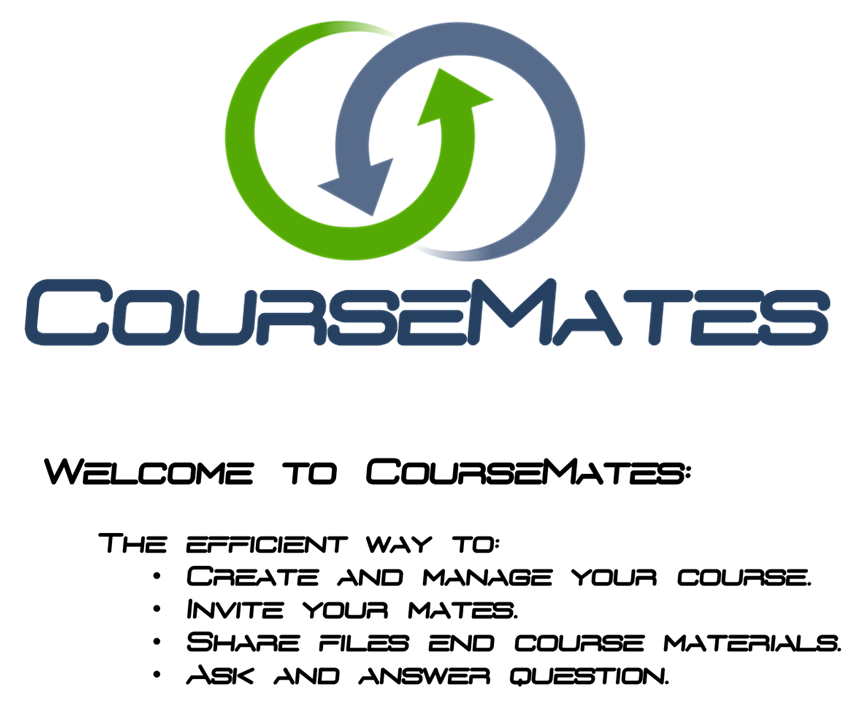 CourseMates
Welcome to CourseMates:
The efficient way to:
• Create and manage your course.
• Invite your mates.
• Share files end course materials.
• Ask and answer question.